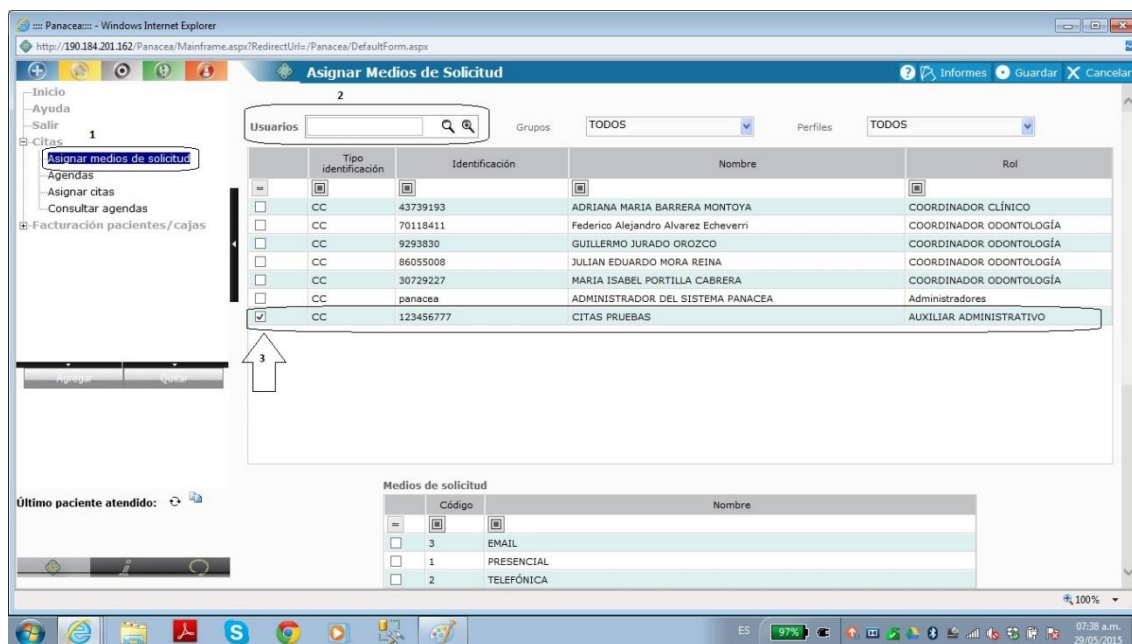 :::: Panacea:::: - Windows Internet Explorer
http://190.184.201.162/Panacea/Mainframe.aspx?RedirectUrl=/Panacea/DefaultForm.aspx
Asignar Medios de Solicitud
? Informes Guardar Cancelar
Inicio
Ayuda
Salir
Citas
1
Asignar medios de solicitud
Agendas
Asignar citas
Consultar agendas
Facturación pacientes/cajas
Agregar Quitar
Último paciente atendido:
2
Usuarios Grupos TODOS Perfiles TODOS
Tipo identificación Identificación Nombre Rol
=
CC 43739193 ADRIANA MARIA BARRERA MONTOYA COORDINADOR CLÍNICO
CC 70118411 Federico Alejandro Alvarez Echeverri COORDINADOR ODONTOLOGÍA
CC 9293830 GUILLERMO JURADO OROZCO COORDINADOR ODONTOLOGÍA
CC 86055008 JULIAN EDUARDO MORA REINA COORDINADOR ODONTOLOGÍA
CC 30729227 MARIA ISABEL PORTILLA CABRERA COORDINADOR ODONTOLOGÍA
CC panacea ADMINISTRADOR DEL SISTEMA PANACEA Administradores
CC 123456777 CITAS PRUEBAS AUXILIAR ADMINISTRATIVO
3
Medios de solicitud
Código Nombre
=
3 EMAIL
1 PRESENCIAL
2 TELEFÓNICA
100%
ES 97% 07:38 a.m.
29/05/2015